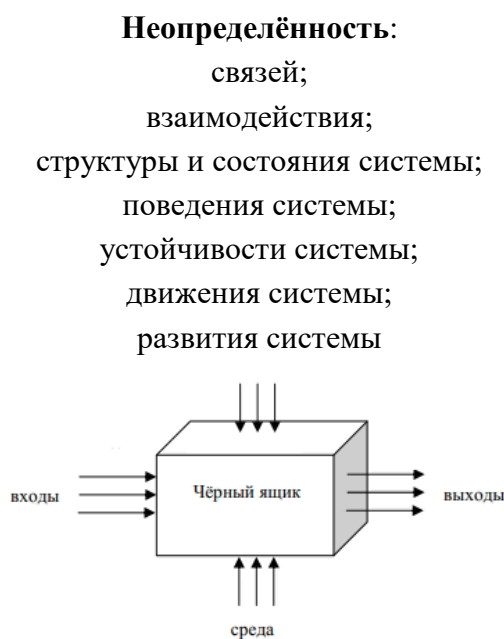 Неопределённость:
связей;
взаимодействия;
структуры и состояния системы;
поведения системы;
устойчивости системы;
движения системы;
развития системы
Чёрный ящик
входы
выходы
среда